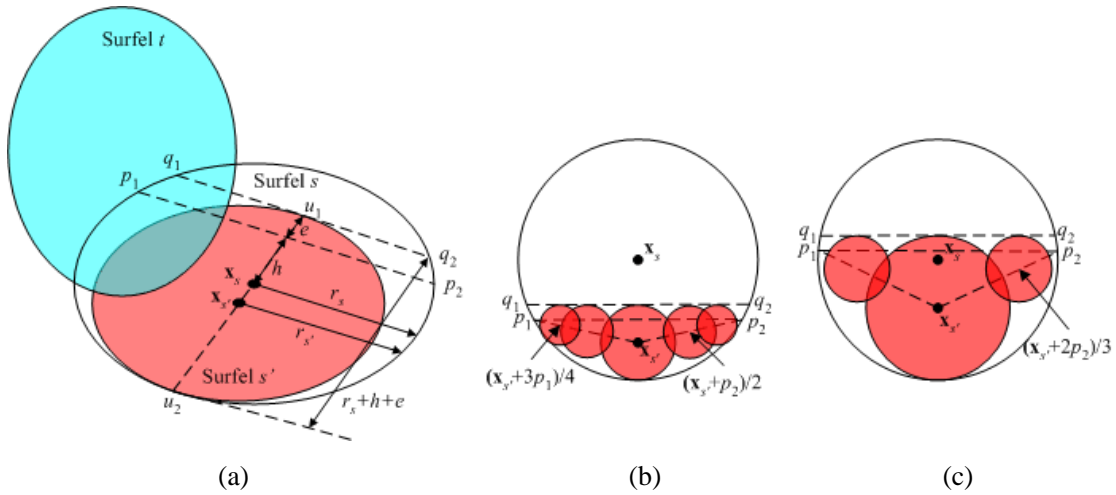 Surfel t
q₁
p₁
Surfel s
u₁
e
q₂
h
p₂
xₛ
xₛ'
rₛ
rₛ'
Surfel s'
u₂
rₛ+h+e
(a)
xₛ
q₁
q₂
p₁
p₂
xₛ'
(xₛ'+3p₁)/4
(xₛ'+p₂)/2
(b)
q₁
q₂
p₁
xₛ
p₂
xₛ'
(xₛ'+2p₂)/3
(c)